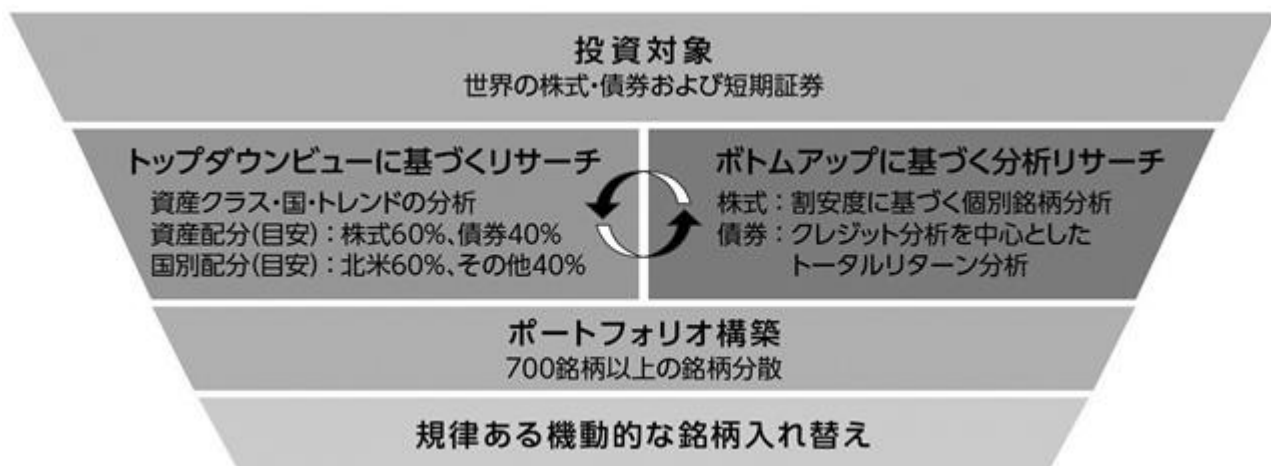 投資対象
世界の株式・債券および短期証券
トップダウンビューに基づくリサーチ
資産クラス・国・トレンドの分析
資産配分(目安):株式60%、債券40%
国別配分(目安):北米60%、その他40%
ボトムアップに基づく分析リサーチ
株式:割安度に基づく個別銘柄分析
債券:クレジット分析を中心とした
トータルリターン分析
ポートフォリオ構築
700銘柄以上の銘柄分散
規律ある機動的な銘柄入れ替え